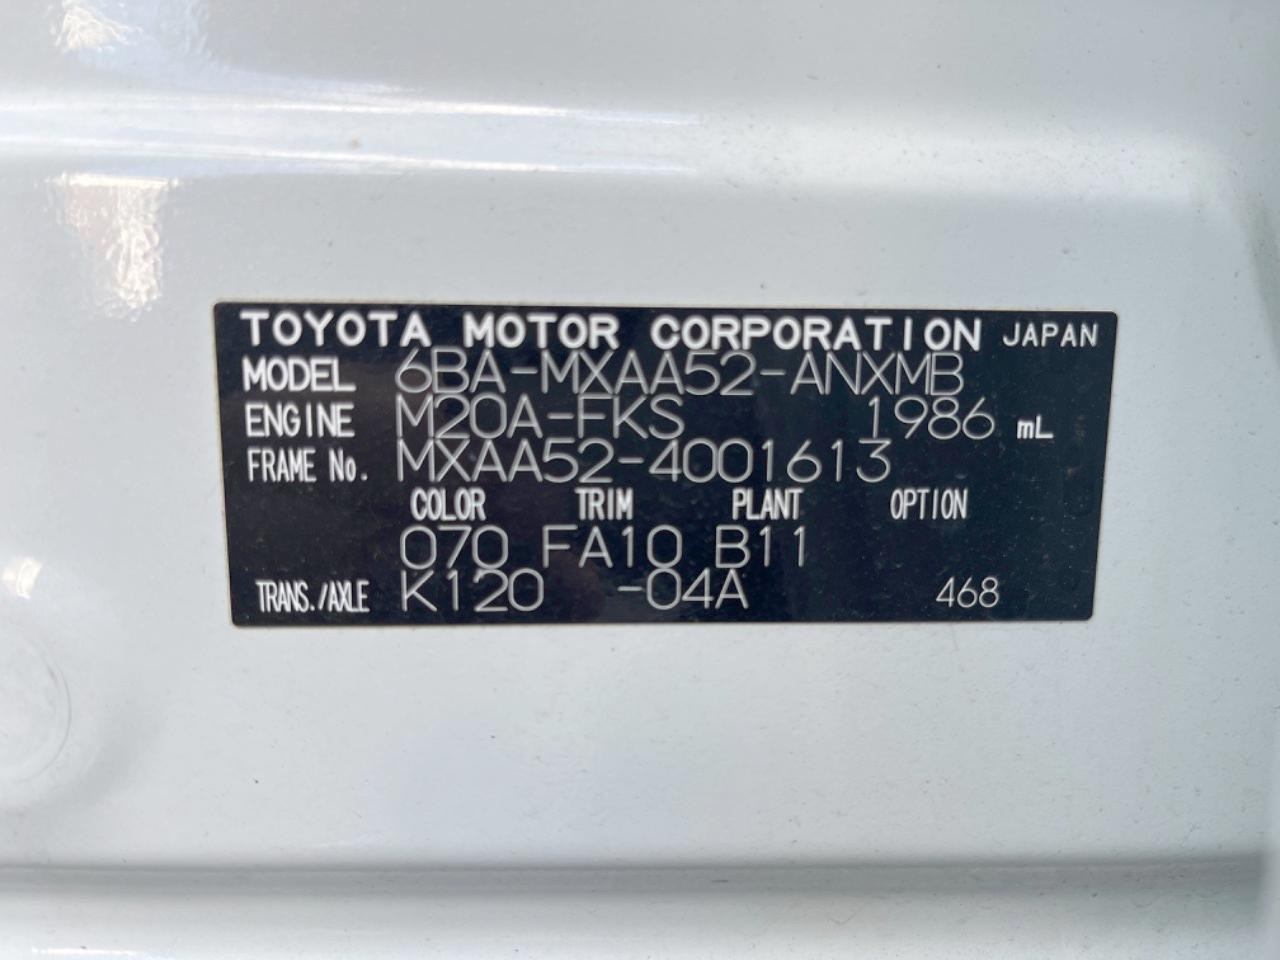 TOYOTA MOTOR CORPORATION JAPAN
MODEL 6BA-MXAA52-ANXMB
ENGINE M20A-FKS 1986 mL
FRAME No. MXAA52-4001613
COLOR TRIM PLANT OPTION
070 FA10 B11
TRANS./AXLE K120 -04A 468